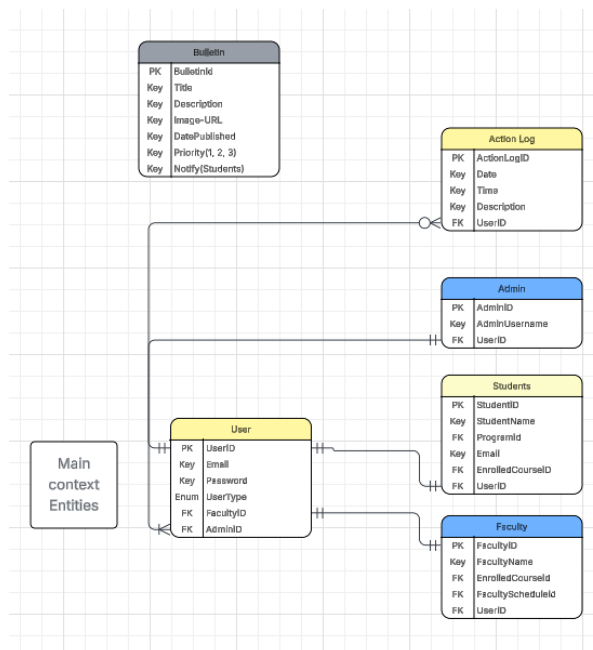 Bulletin
PK BulletinId
Key Title
Key Description
Key Image-URL
Key DatePublished
Key Priority(1, 2, 3)
Key Notify(Students)
Action Log
PK ActionLogID
Key Date
Key Time
Key Description
FK UserID
Admin
PK AdminID
Key AdminUsername
FK UserID
Students
PK StudentID
Key StudentName
FK ProgramId
Key Email
FK EnrolledCourseID
FK UserID
User
PK UserID
Key Email
Key Password
Enum UserType
FK FacultyID
FK AdminID
Main
context
Entities
Faculty
PK FacultyID
Key FacultyName
FK EnrolledCourseId
FK FacultyScheduleId
FK UserID